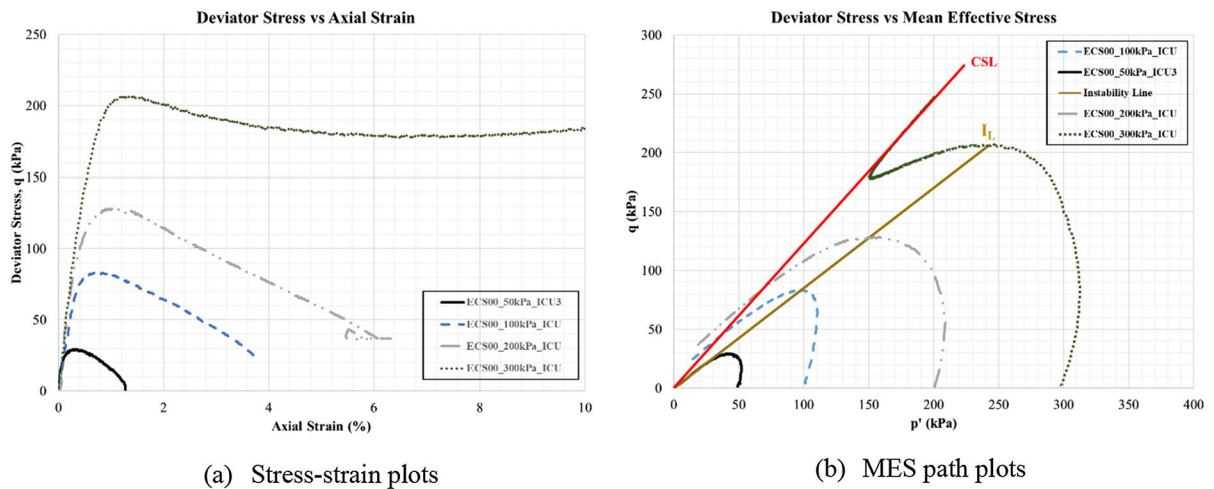 Deviator Stress vs Axial Strain
250
200
150
100
50
0
0
2
4
6
8
10
Deviator Stress, q (kPa)
Axial Strain (%)
ECS00_50kPa_ICU3
ECS00_100kPa_ICU
ECS00_200kPa_ICU
ECS00_300kPa_ICU
(a) Stress-strain plots
Deviator Stress vs Mean Effective Stress
300
250
200
150
100
50
0
0
50
100
150
200
250
300
350
400
q (kPa)
p' (kPa)
CSL
IL
ECS00_100kPa_ICU
ECS00_50kPa_ICU3
Instability Line
ECS00_200kPa_ICU
ECS00_300kPa_ICU
(b) MES path plots